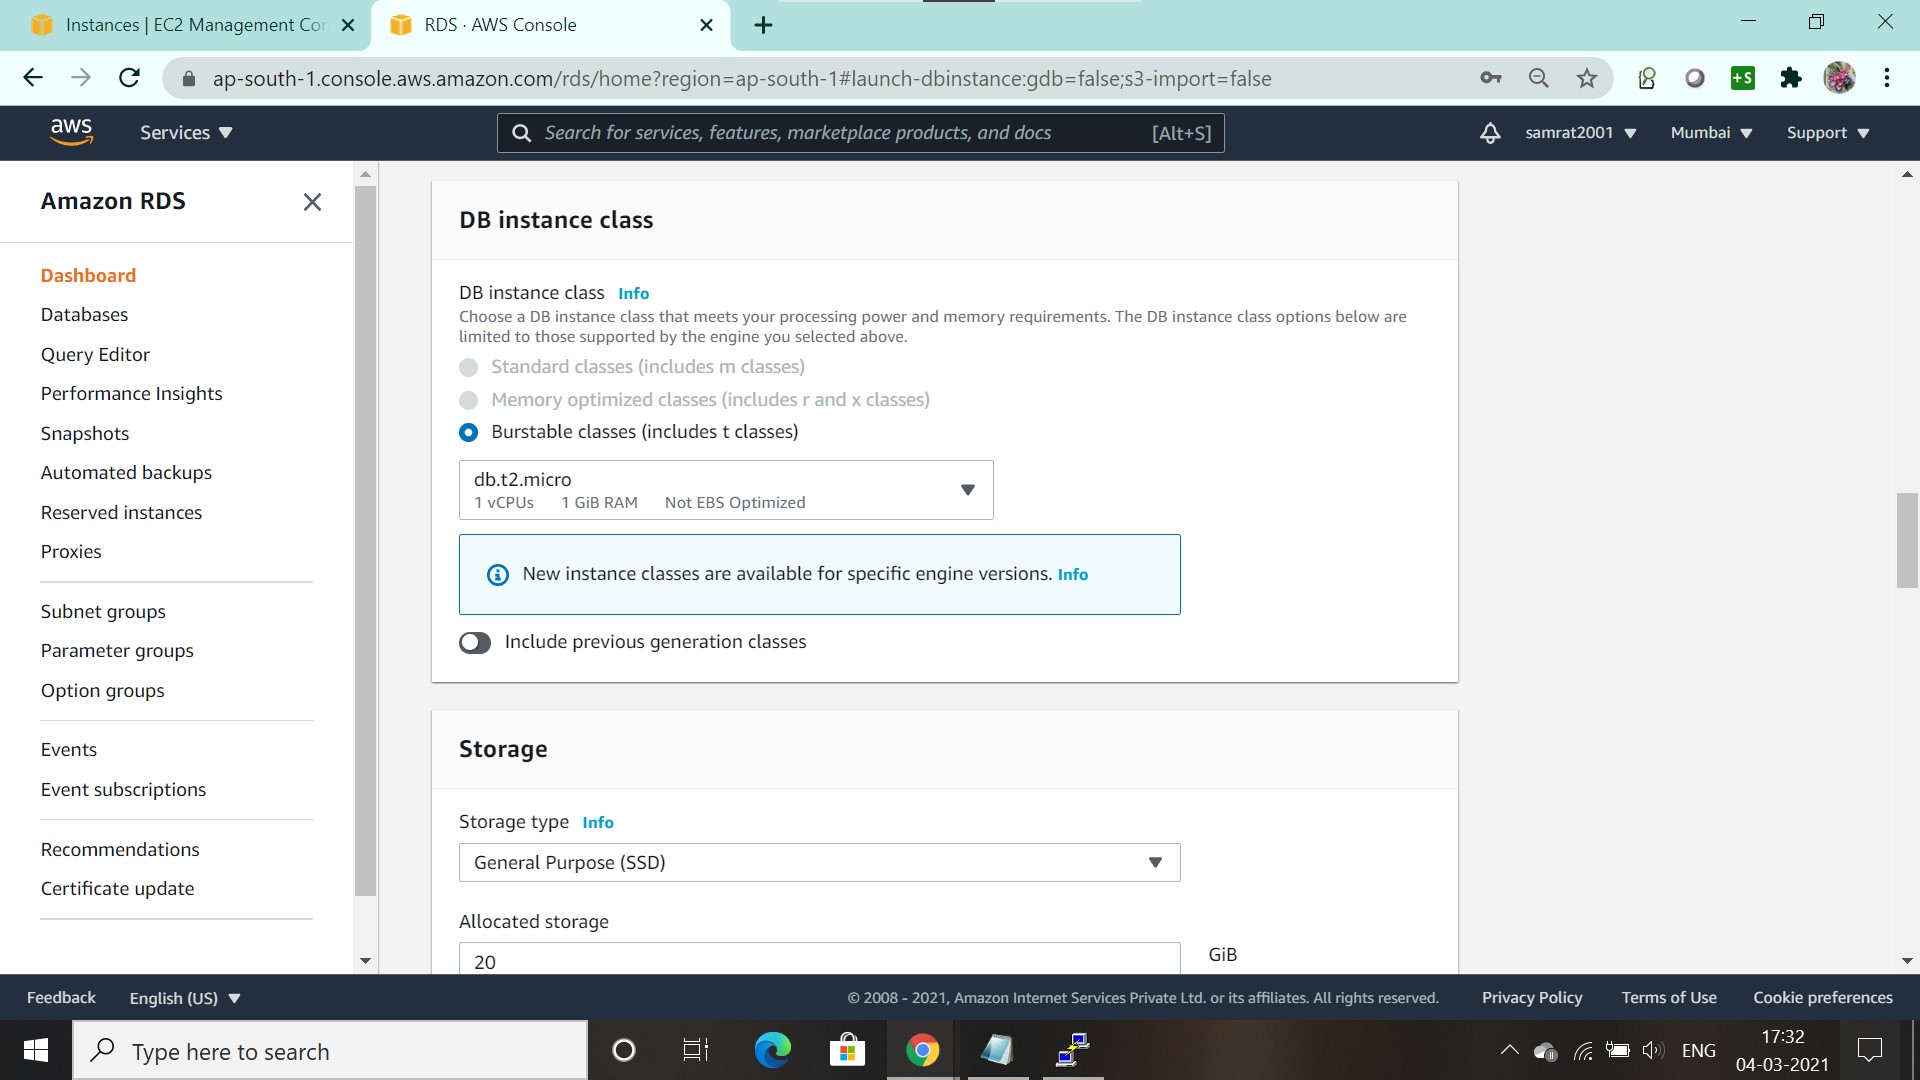 Instances | EC2 Management Con
RDS · AWS Console
ap-south-1.console.aws.amazon.com/rds/home?region=ap-south-1#launch-dbinstance:gdb=false;s3-import=false
+S
aws
Services
Search for services, features, marketplace products, and docs
[Alt+S]
samrat2001
Mumbai
Support
Amazon RDS
Dashboard
Databases
Query Editor
Performance Insights
Snapshots
Automated backups
Reserved instances
Proxies
Subnet groups
Parameter groups
Option groups
Events
Event subscriptions
Recommendations
Certificate update
DB instance class
DB instance class Info
Choose a DB instance class that meets your processing power and memory requirements. The DB instance class options below are
limited to those supported by the engine you selected above.
Standard classes (includes m classes)
Memory optimized classes (includes r and x classes)
Burstable classes (includes t classes)
db.t2.micro
1 vCPUs 1 GiB RAM Not EBS Optimized
New instance classes are available for specific engine versions. Info
Include previous generation classes
Storage
Storage type Info
General Purpose (SSD)
Allocated storage
20
GiB
Feedback
English (US)
© 2008 - 2021, Amazon Internet Services Private Ltd. or its affiliates. All rights reserved.
Privacy Policy
Terms of Use
Cookie preferences
Type here to search
ENG
17:32
04-03-2021